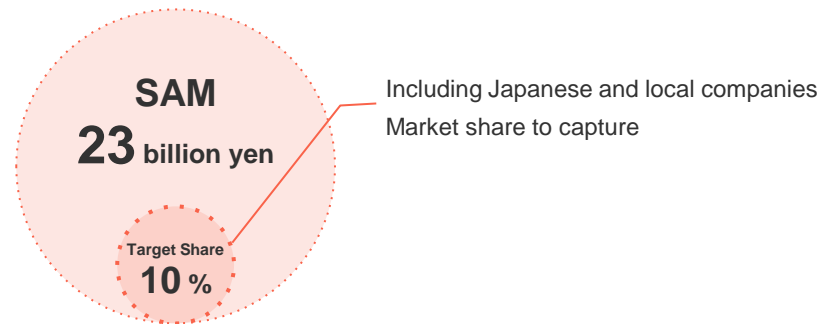 SAM
23 billion yen
Target Share
10 %
Including Japanese and local companies
Market share to capture